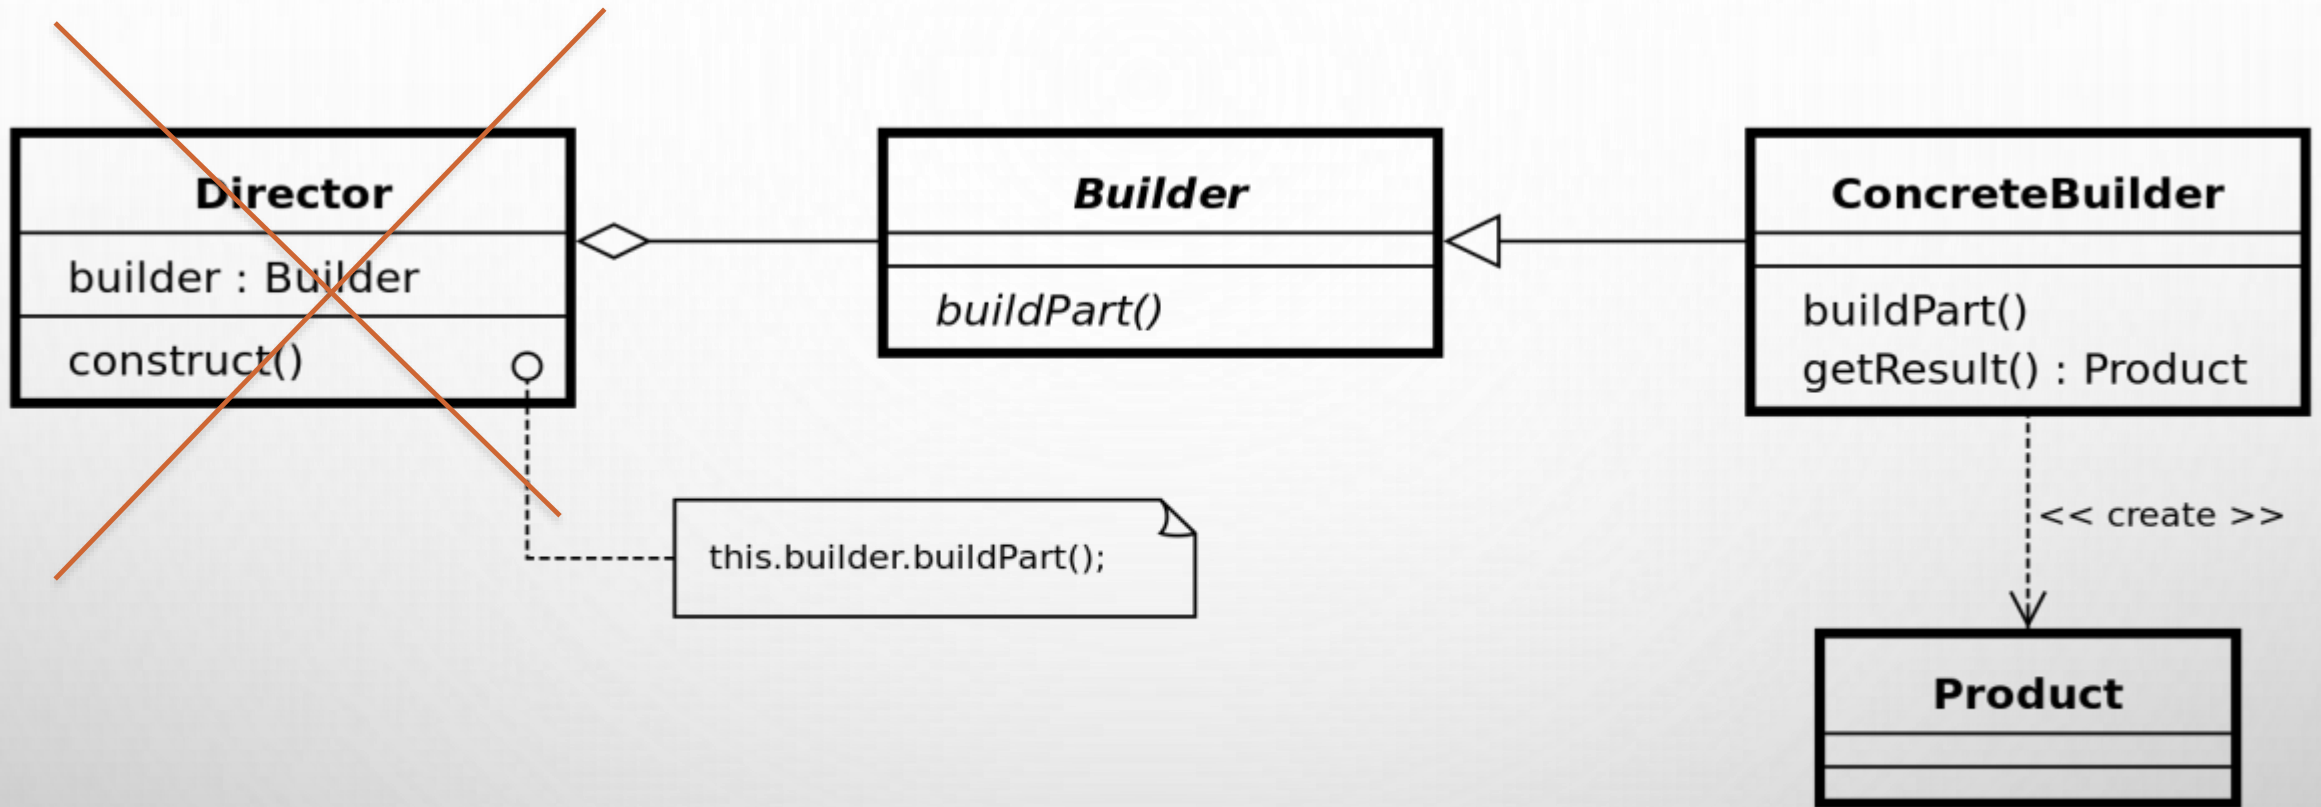 Director
builder : Builder
construct()
Builder
buildPart()
ConcreteBuilder
buildPart()
getResult() : Product
this.builder.buildPart();
<< create >>
Product